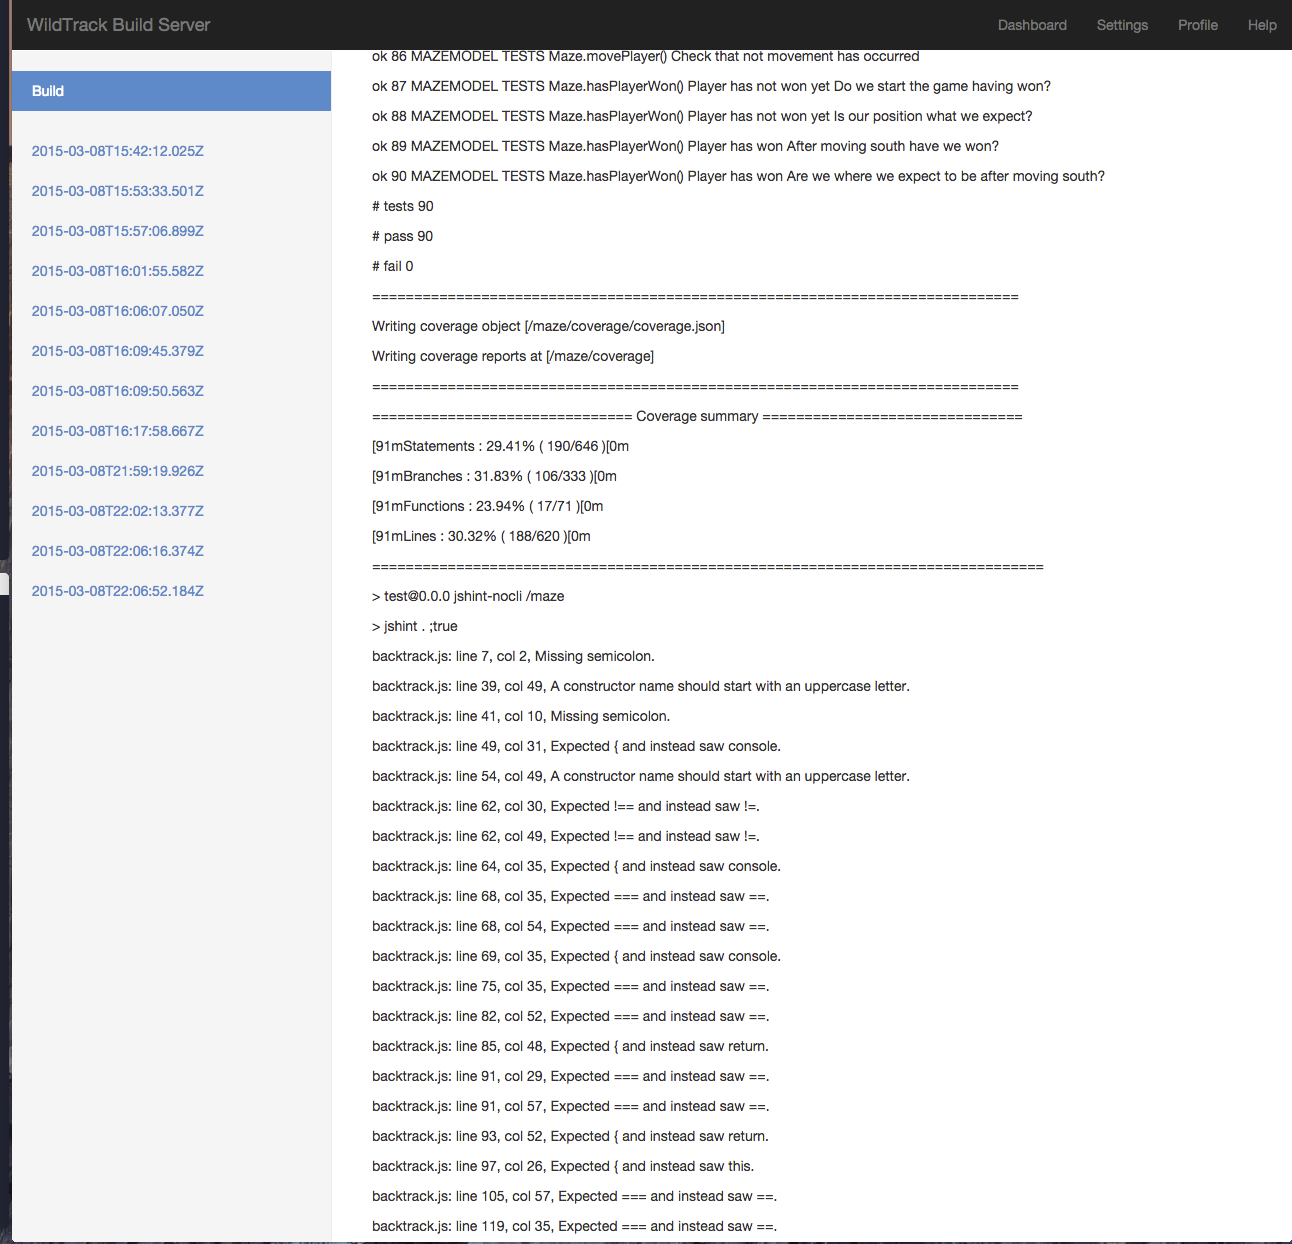 WildTrack Build Server
Dashboard Settings Profile Help
Build
2015-03-08T15:42:12.025Z
2015-03-08T15:53:33.501Z
2015-03-08T15:57:06.899Z
2015-03-08T16:01:55.582Z
2015-03-08T16:06:07.050Z
2015-03-08T16:09:45.379Z
2015-03-08T16:09:50.563Z
2015-03-08T16:17:58.667Z
2015-03-08T21:59:19.926Z
2015-03-08T22:02:13.377Z
2015-03-08T22:06:16.374Z
2015-03-08T22:06:52.184Z
ok 86 MAZEMODEL TESTS Maze.movePlayer() Check that not movement has occurred
ok 87 MAZEMODEL TESTS Maze.hasPlayerWon() Player has not won yet Do we start the game having won?
ok 88 MAZEMODEL TESTS Maze.hasPlayerWon() Player has not won yet Is our position what we expect?
ok 89 MAZEMODEL TESTS Maze.hasPlayerWon() Player has won After moving south have we won?
ok 90 MAZEMODEL TESTS Maze.hasPlayerWon() Player has won Are we where we expect to be after moving south?
# tests 90
# pass 90
# fail 0
=============================================================================
Writing coverage object [/maze/coverage/coverage.json]
Writing coverage reports at [/maze/coverage]
=============================================================================
=============================== Coverage summary ===============================
[91mStatements : 29.41% ( 190/646 )[0m
[91mBranches : 31.83% ( 106/333 )[0m
[91mFunctions : 23.94% ( 17/71 )[0m
[91mLines : 30.32% ( 188/620 )[0m
================================================================================
> test@0.0.0 jshint-nocli /maze
> jshint . ;true
backtrack.js: line 7, col 2, Missing semicolon.
backtrack.js: line 39, col 49, A constructor name should start with an uppercase letter.
backtrack.js: line 41, col 10, Missing semicolon.
backtrack.js: line 49, col 31, Expected { and instead saw console.
backtrack.js: line 54, col 49, A constructor name should start with an uppercase letter.
backtrack.js: line 62, col 30, Expected !== and instead saw !=.
backtrack.js: line 62, col 49, Expected !== and instead saw !=.
backtrack.js: line 64, col 35, Expected { and instead saw console.
backtrack.js: line 68, col 35, Expected === and instead saw ==.
backtrack.js: line 68, col 54, Expected === and instead saw ==.
backtrack.js: line 69, col 35, Expected { and instead saw console.
backtrack.js: line 75, col 35, Expected === and instead saw ==.
backtrack.js: line 82, col 52, Expected === and instead saw ==.
backtrack.js: line 85, col 48, Expected { and instead saw return.
backtrack.js: line 91, col 29, Expected === and instead saw ==.
backtrack.js: line 91, col 57, Expected === and instead saw ==.
backtrack.js: line 93, col 52, Expected { and instead saw return.
backtrack.js: line 97, col 26, Expected { and instead saw this.
backtrack.js: line 105, col 57, Expected === and instead saw ==.
backtrack.js: line 119, col 35, Expected === and instead saw ==.